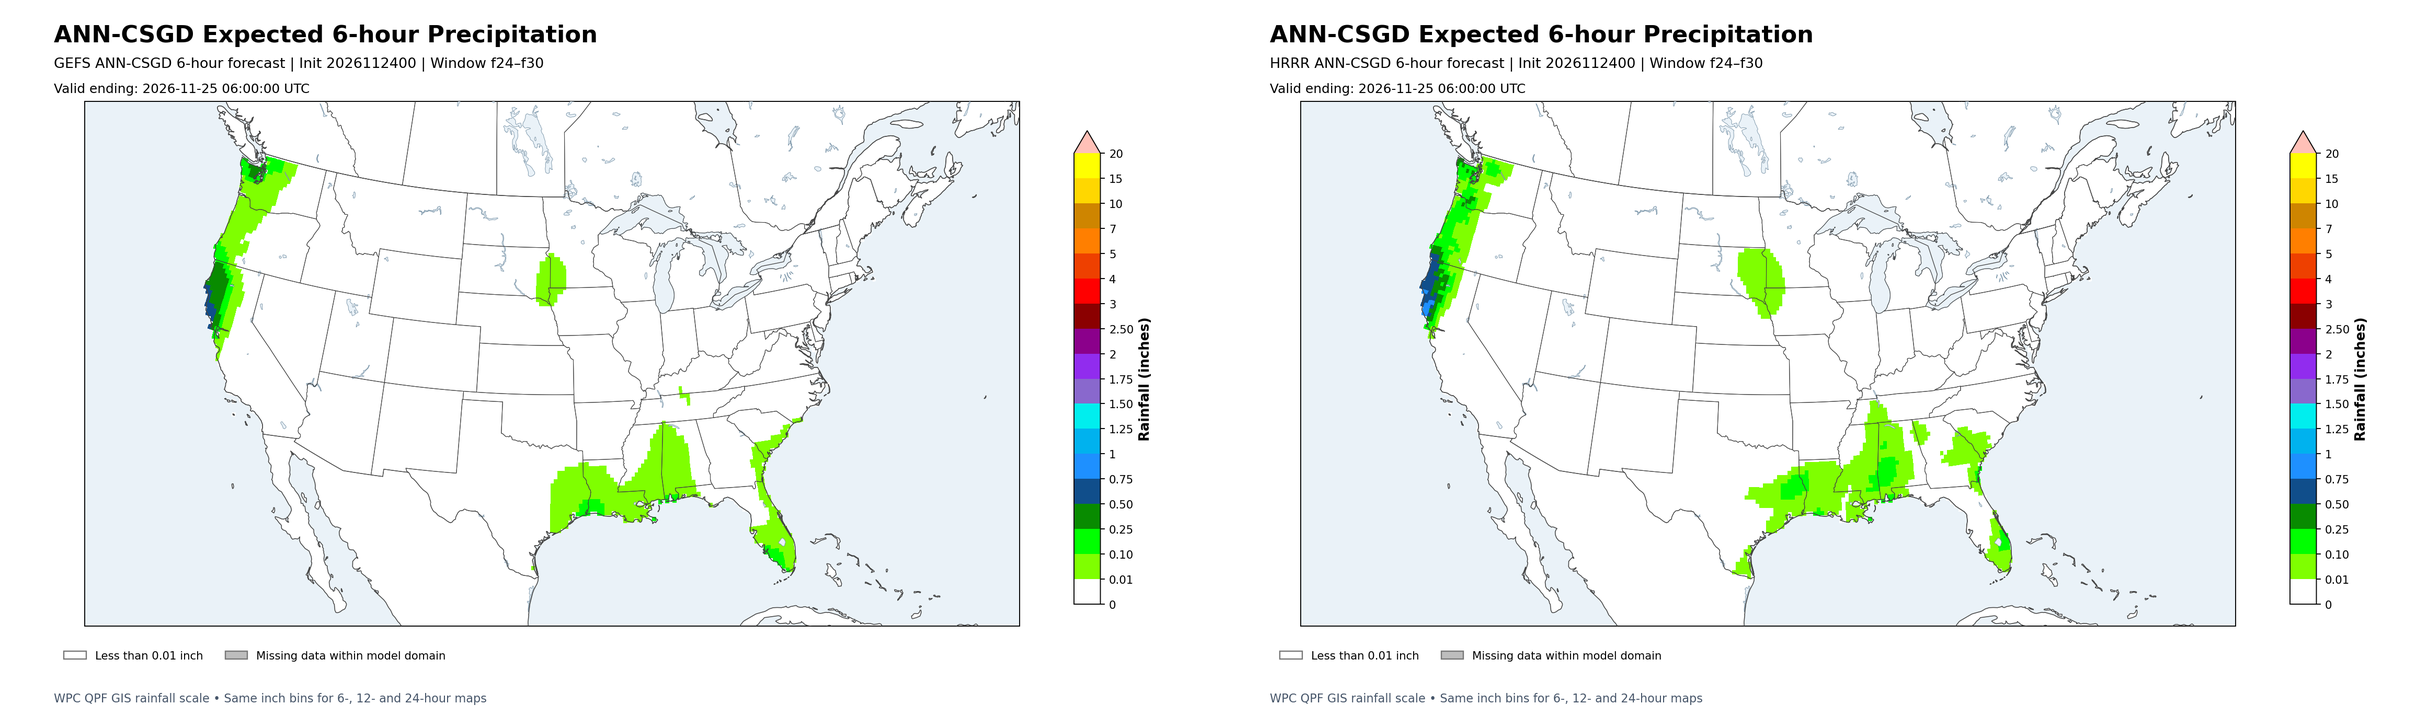 ANN-CSGD Expected 6-hour Precipitation
GEFS ANN-CSGD 6-hour forecast | Init 2026112400 | Window f24–f30
Valid ending: 2026-11-25 06:00:00 UTC
20
15
10
7
5
4
3
2.50
2
1.75
1.50
1.25
1
0.75
0.50
0.25
0.10
0.01
0
Rainfall (inches)
Less than 0.01 inch
Missing data within model domain
WPC QPF GIS rainfall scale • Same inch bins for 6-, 12- and 24-hour maps
ANN-CSGD Expected 6-hour Precipitation
HRRR ANN-CSGD 6-hour forecast | Init 2026112400 | Window f24–f30
Valid ending: 2026-11-25 06:00:00 UTC
20
15
10
7
5
4
3
2.50
2
1.75
1.50
1.25
1
0.75
0.50
0.25
0.10
0.01
0
Rainfall (inches)
Less than 0.01 inch
Missing data within model domain
WPC QPF GIS rainfall scale • Same inch bins for 6-, 12- and 24-hour maps